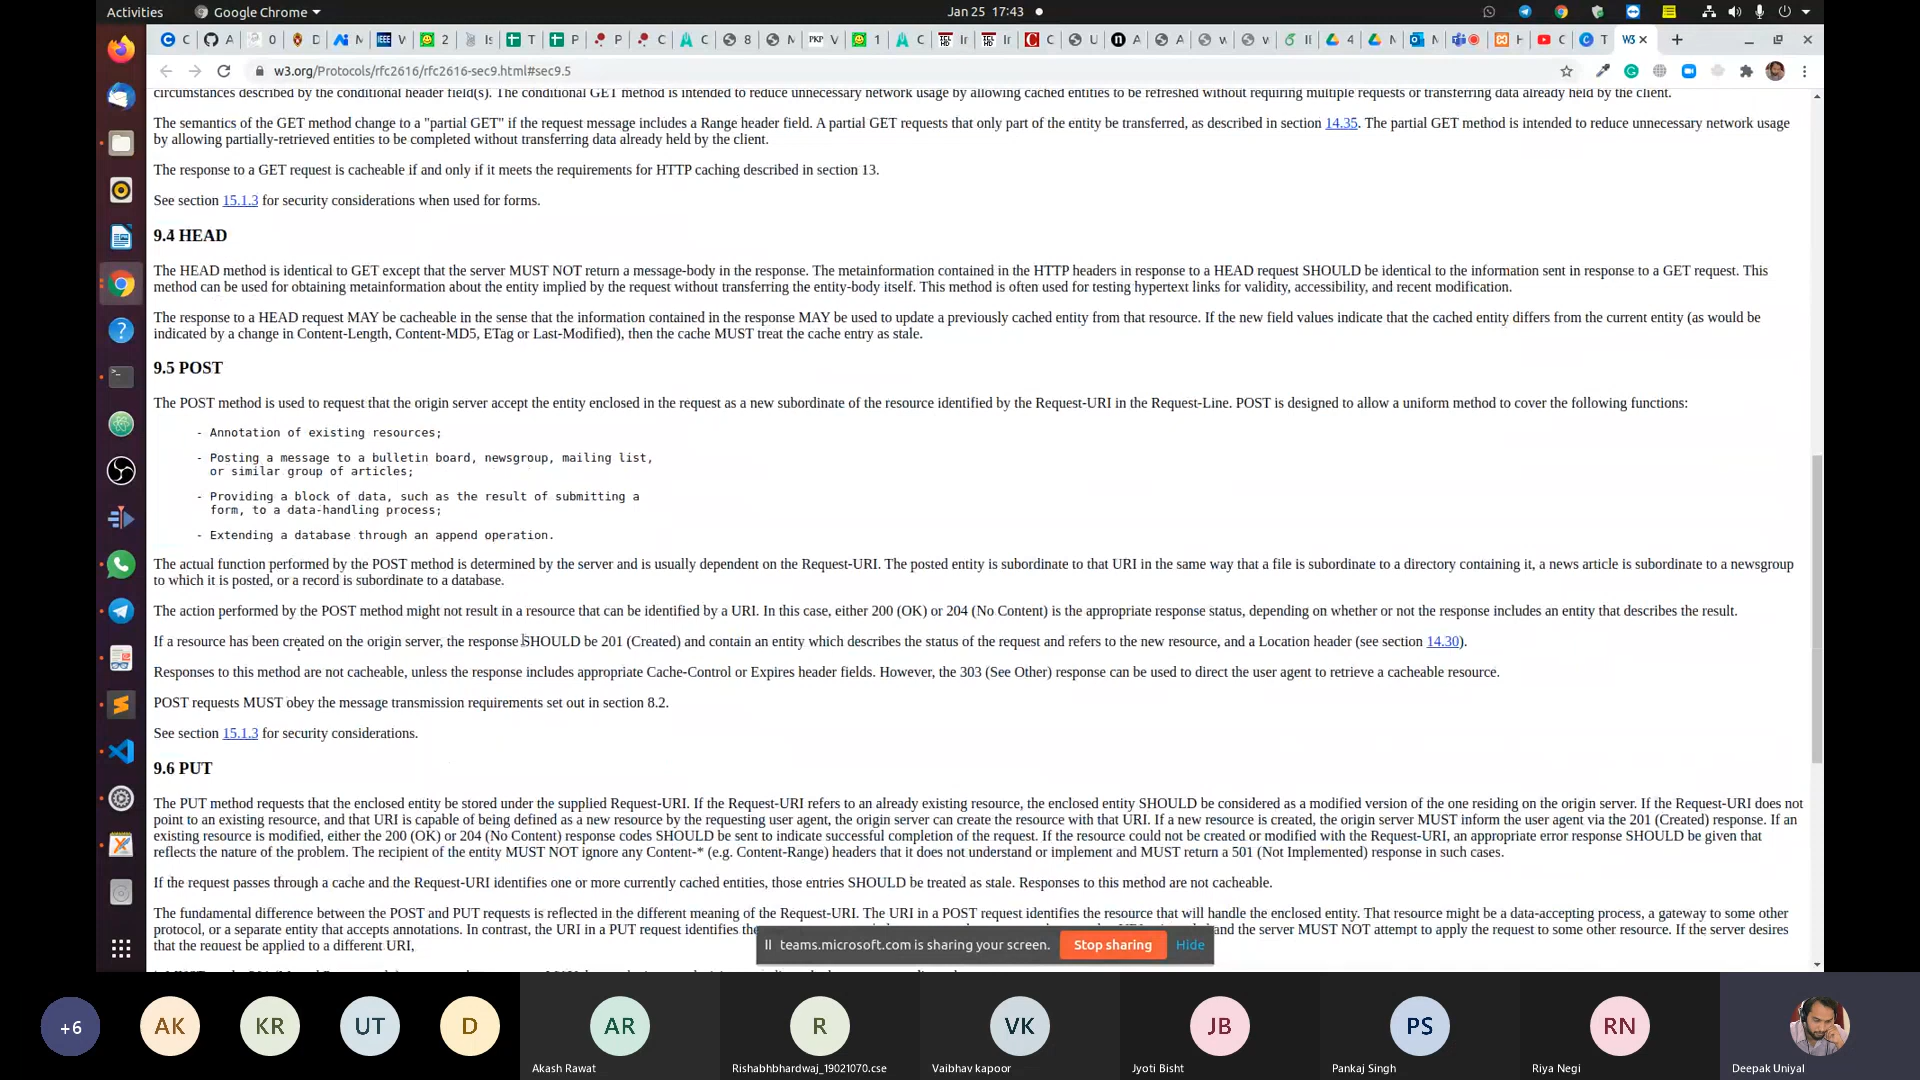 Activities
Google Chrome
Jan 25 17:43
W3
w3.org/Protocols/rfc2616/rfc2616-sec9.html#sec9.5
circumstances described by the conditional header field(s). The conditional GET method is intended to reduce unnecessary network usage by allowing cached entities to be refreshed without requiring multiple requests or transferring data already held by the client.
The semantics of the GET method change to a "partial GET" if the request message includes a Range header field. A partial GET requests that only part of the entity be transferred, as described in section 14.35. The partial GET method is intended to reduce unnecessary network usage
by allowing partially-retrieved entities to be completed without transferring data already held by the client.
The response to a GET request is cacheable if and only if it meets the requirements for HTTP caching described in section 13.
See section 15.1.3 for security considerations when used for forms.
9.4 HEAD
The HEAD method is identical to GET except that the server MUST NOT return a message-body in the response. The metainformation contained in the HTTP headers in response to a HEAD request SHOULD be identical to the information sent in response to a GET request. This
method can be used for obtaining metainformation about the entity implied by the request without transferring the entity-body itself. This method is often used for testing hypertext links for validity, accessibility, and recent modification.
The response to a HEAD request MAY be cacheable in the sense that the information contained in the response MAY be used to update a previously cached entity from that resource. If the new field values indicate that the cached entity differs from the current entity (as would be
indicated by a change in Content-Length, Content-MD5, ETag or Last-Modified), then the cache MUST treat the cache entry as stale.
9.5 POST
The POST method is used to request that the origin server accept the entity enclosed in the request as a new subordinate of the resource identified by the Request-URI in the Request-Line. POST is designed to allow a uniform method to cover the following functions:
- Annotation of existing resources;
- Posting a message to a bulletin board, newsgroup, mailing list,
or similar group of articles;
- Providing a block of data, such as the result of submitting a
form, to a data-handling process;
- Extending a database through an append operation.
The actual function performed by the POST method is determined by the server and is usually dependent on the Request-URI. The posted entity is subordinate to that URI in the same way that a file is subordinate to a directory containing it, a news article is subordinate to a newsgroup
to which it is posted, or a record is subordinate to a database.
The action performed by the POST method might not result in a resource that can be identified by a URI. In this case, either 200 (OK) or 204 (No Content) is the appropriate response status, depending on whether or not the response includes an entity that describes the result.
If a resource has been created on the origin server, the response SHOULD be 201 (Created) and contain an entity which describes the status of the request and refers to the new resource, and a Location header (see section 14.30).
Responses to this method are not cacheable, unless the response includes appropriate Cache-Control or Expires header fields. However, the 303 (See Other) response can be used to direct the user agent to retrieve a cacheable resource.
POST requests MUST obey the message transmission requirements set out in section 8.2.
See section 15.1.3 for security considerations.
9.6 PUT
The PUT method requests that the enclosed entity be stored under the supplied Request-URI. If the Request-URI refers to an already existing resource, the enclosed entity SHOULD be considered as a modified version of the one residing on the origin server. If the Request-URI does not
point to an existing resource, and that URI is capable of being defined as a new resource by the requesting user agent, the origin server can create the resource with that URI. If a new resource is created, the origin server MUST inform the user agent via the 201 (Created) response. If an
existing resource is modified, either the 200 (OK) or 204 (No Content) response codes SHOULD be sent to indicate successful completion of the request. If the resource could not be created or modified with the Request-URI, an appropriate error response SHOULD be given that
reflects the nature of the problem. The recipient of the entity MUST NOT ignore any Content-* (e.g. Content-Range) headers that it does not understand or implement and MUST return a 501 (Not Implemented) response in such cases.
If the request passes through a cache and the Request-URI identifies one or more currently cached entities, those entries SHOULD be treated as stale. Responses to this method are not cacheable.
The fundamental difference between the POST and PUT requests is reflected in the different meaning of the Request-URI. The URI in a POST request identifies the resource that will handle the enclosed entity. That resource might be a data-accepting process, a gateway to some other
protocol, or a separate entity that accepts annotations. In contrast, the URI in a PUT request identifies the and the server MUST NOT attempt to apply the request to some other resource. If the server desires
that the request be applied to a different URI,
teams.microsoft.com is sharing your screen. Stop sharing Hide
+6 AK KR UT D AR R VK JB PS RN
Akash Rawat
Rishabhbhardwaj_19021070.cse
Vaibhav kapoor
Jyoti Bisht
Pankaj Singh
Riya Negi
Deepak Uniyal